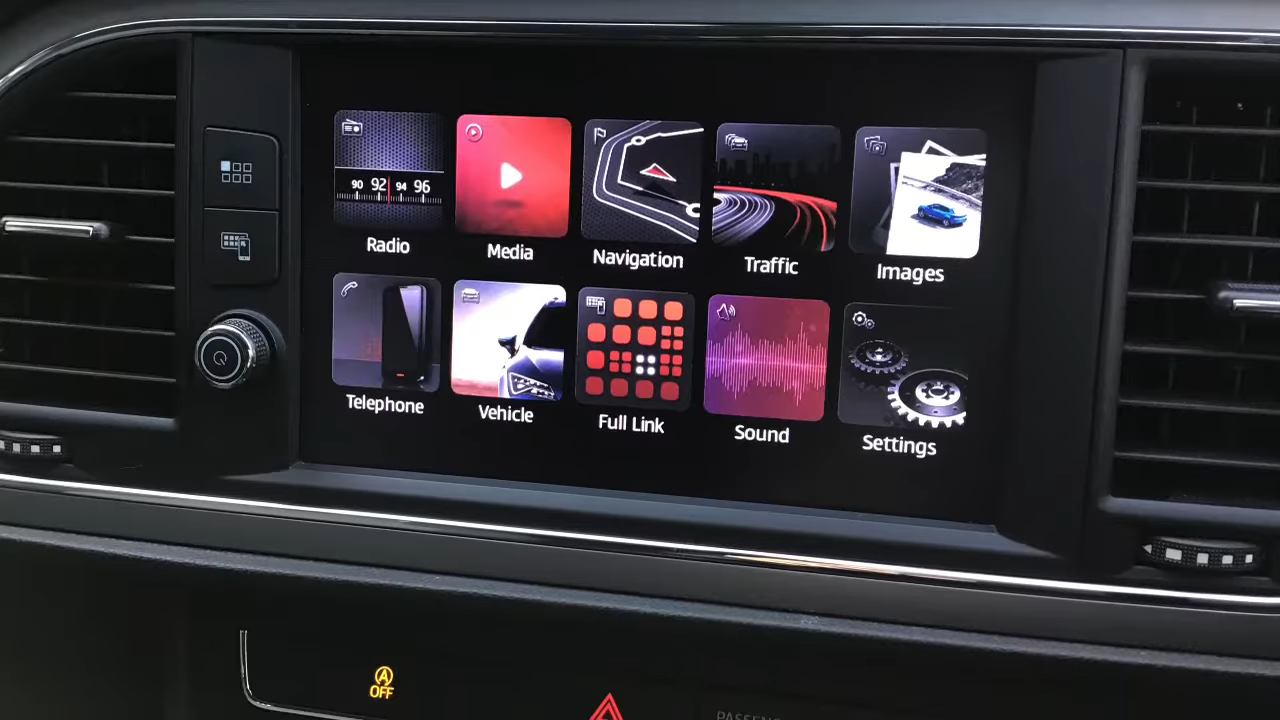 90 92 94 96
Radio
Media
Navigation
Traffic
Images
Telephone
Vehicle
Full Link
Sound
Settings
A
OFF